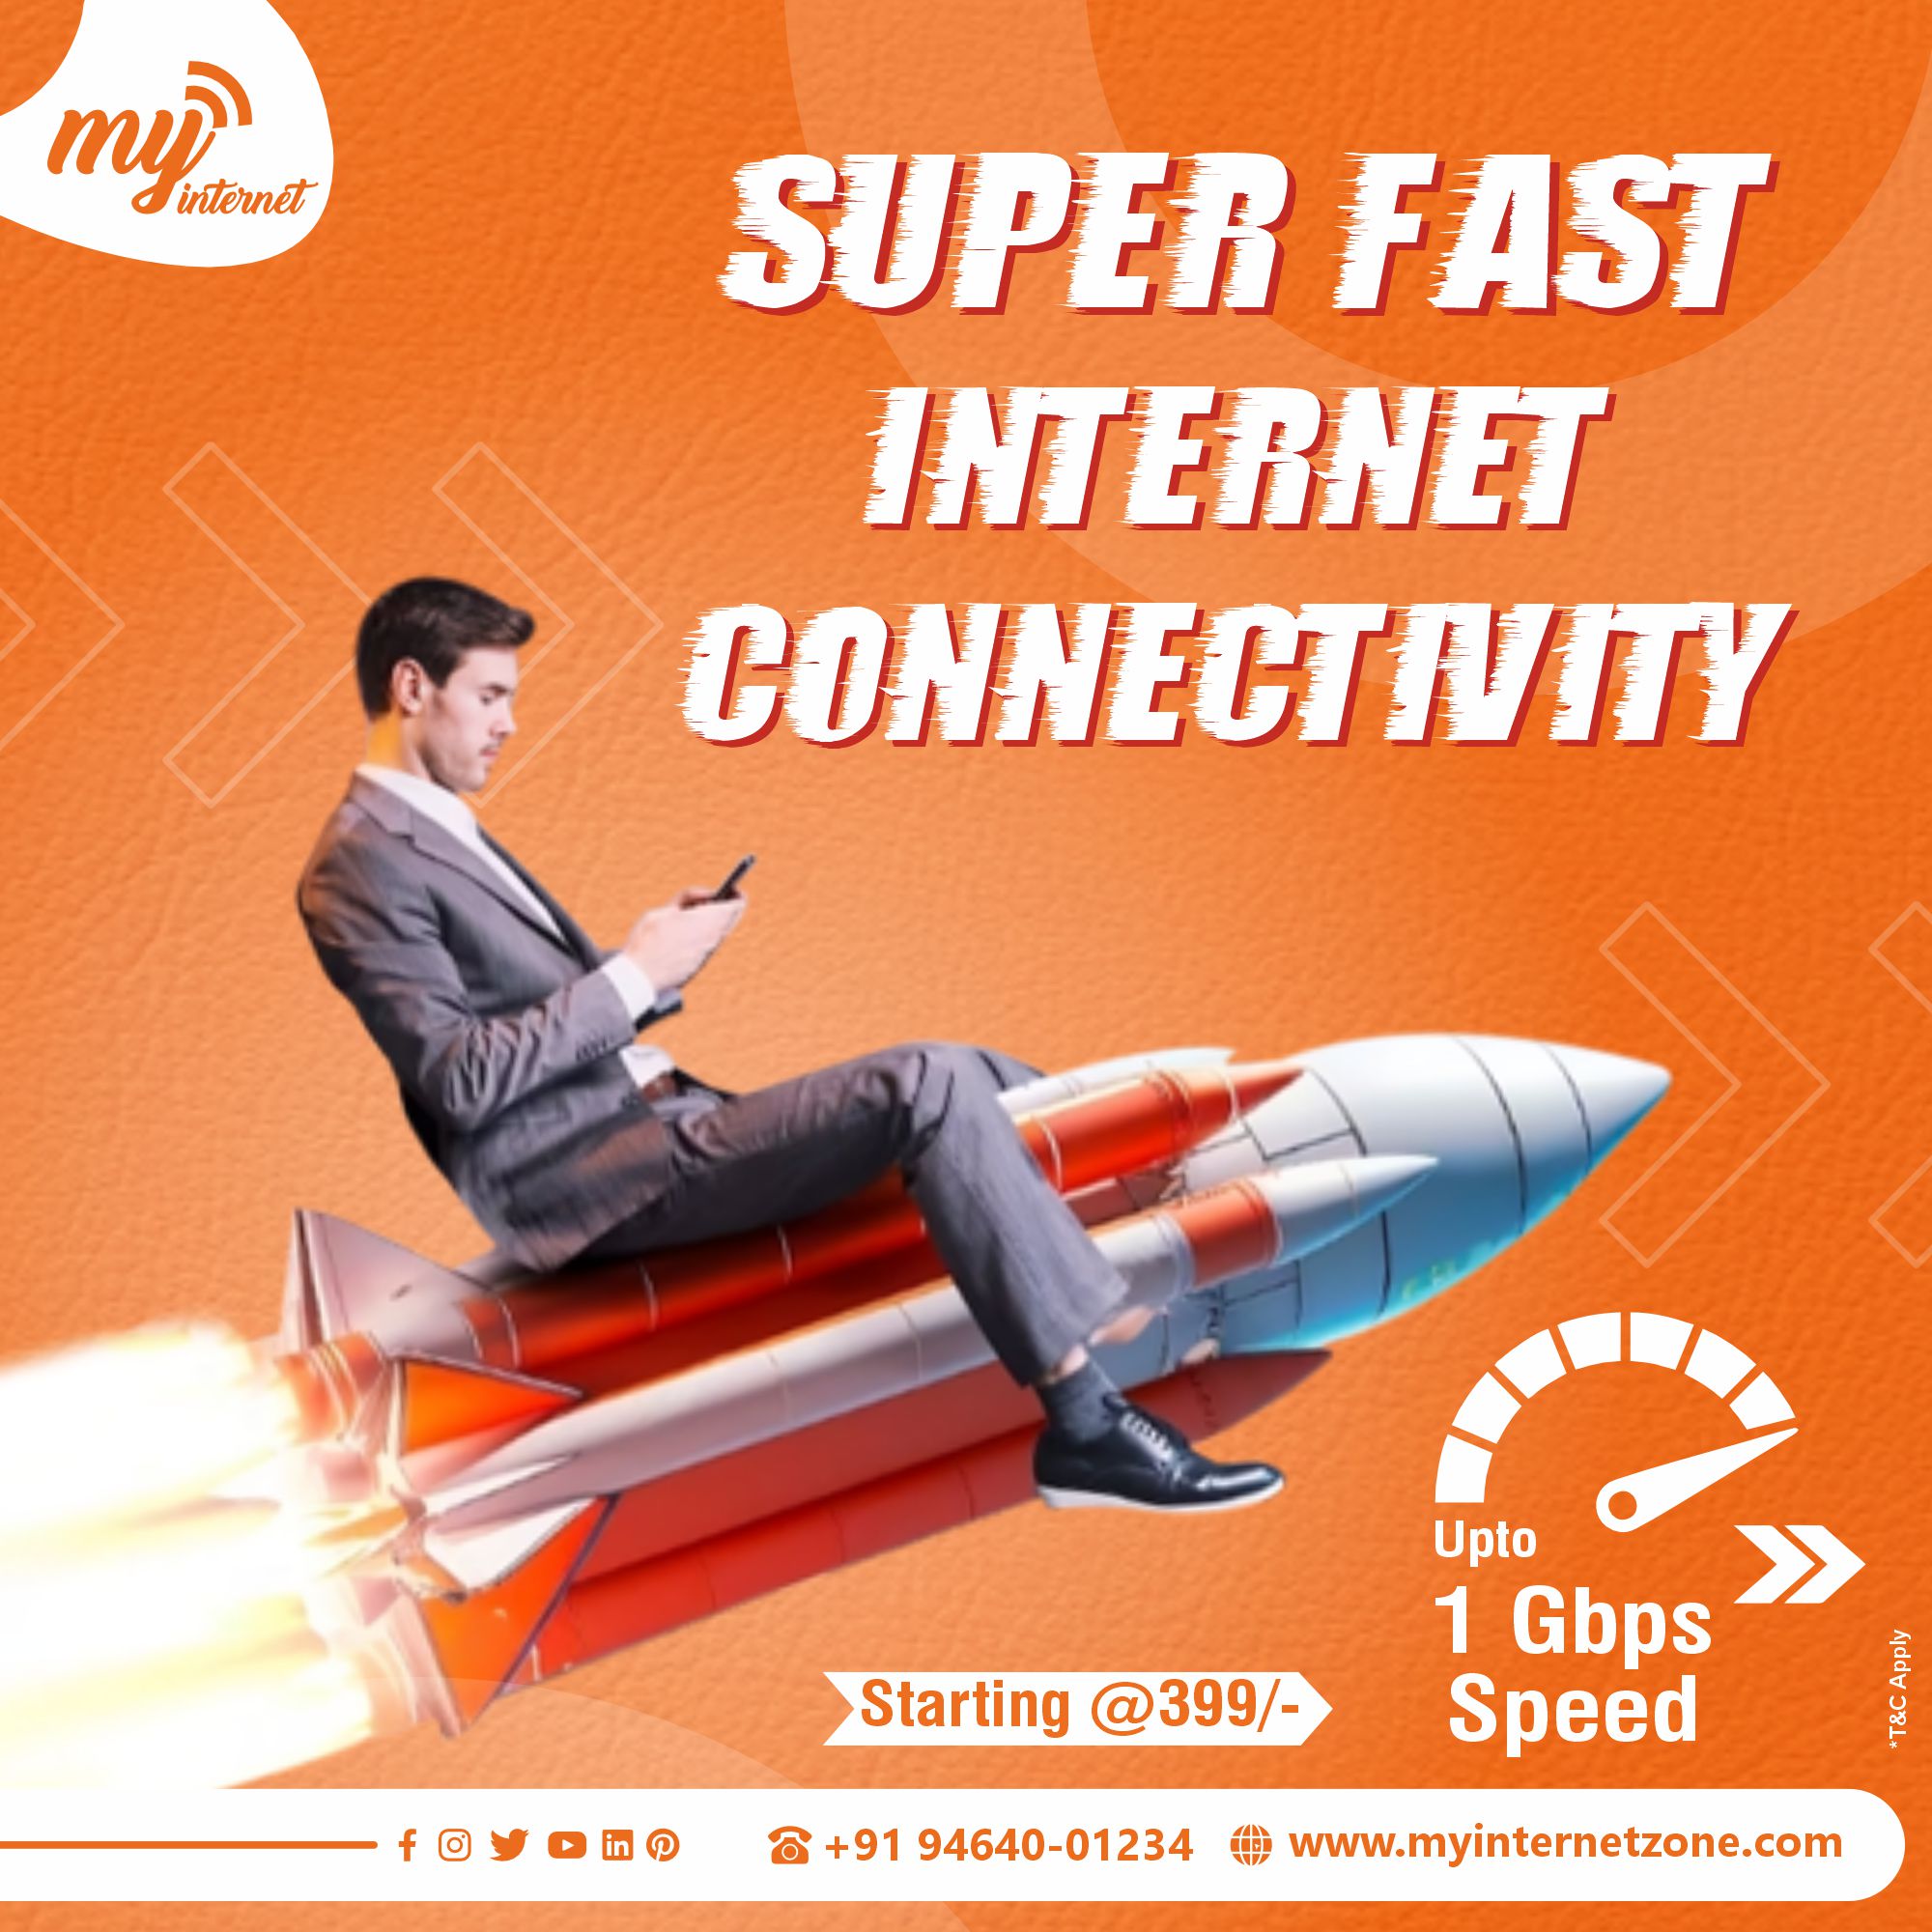 my
internet
SUPER FAST
INTERNET
CONNECTIVITY
Upto
1 Gbps
Speed
Starting @399/-
*T&C Apply
+91 94640-01234
www.myinternetzone.com